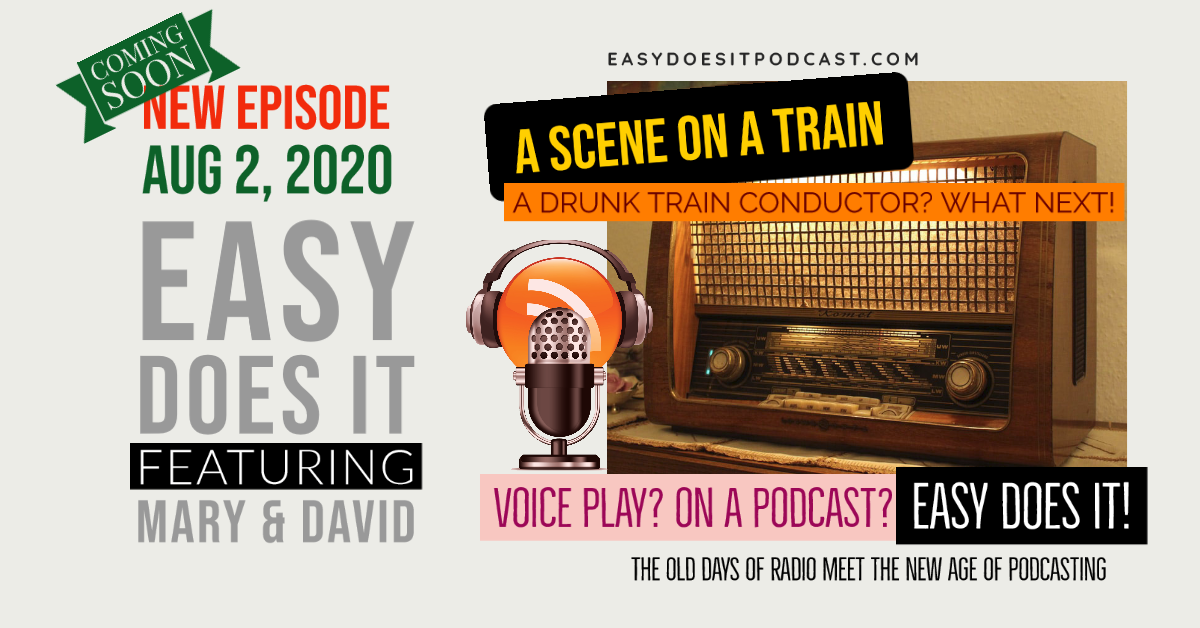 COMING
SOON
NEW EPISODE
AUG 2, 2020
EASY
DOES IT
FEATURING
MARY & DAVID
EASYDOESITPODCAST.COM
A SCENE ON A TRAIN
A DRUNK TRAIN CONDUCTOR? WHAT NEXT!
Komet
VOICE PLAY? ON A PODCAST?
EASY DOES IT!
THE OLD DAYS OF RADIO MEET THE NEW AGE OF PODCASTING